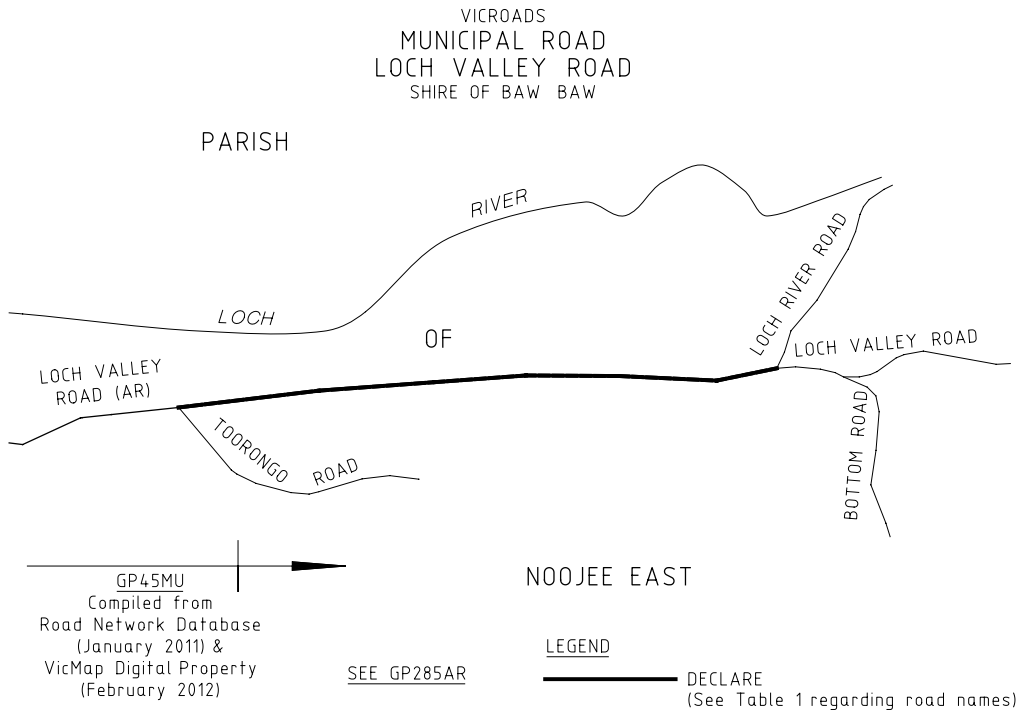 VICROADS
MUNICIPAL ROAD
LOCH VALLEY ROAD
SHIRE OF BAW BAW
PARISH
RIVER
LOCH
OF
LOCH RIVER ROAD
LOCH VALLEY ROAD
LOCH VALLEY
ROAD (AR)
TOORONGO ROAD
BOTTOM ROAD
NOOJEE EAST
GP45MU
Compiled from
Road Network Database
(January 2011) &
VicMap Digital Property
(February 2012)
SEE GP285AR
LEGEND
DECLARE
(See Table 1 regarding road names)